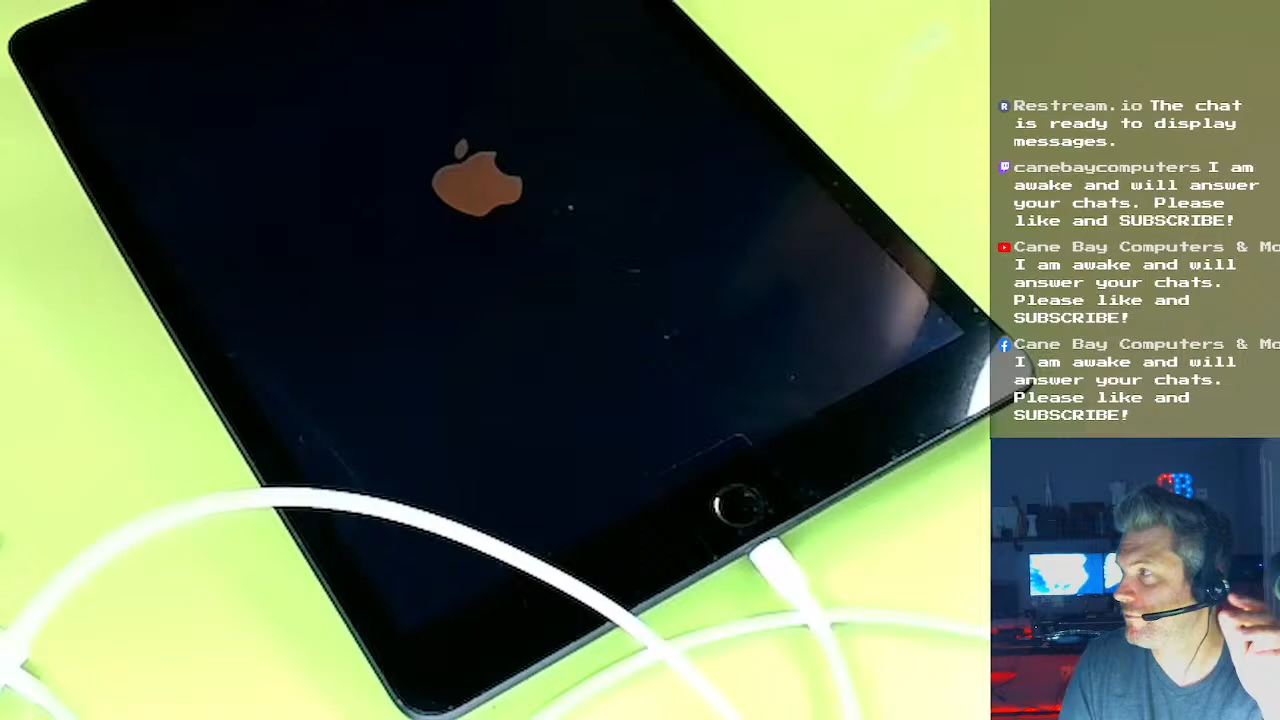 Restream.io The chat
is ready to display
messages.
canebaycomputers I am
awake and will answer
your chats. Please
like and SUBSCRIBE!
Cane Bay Computers & Mo
I am awake and will
answer your chats.
Please like and
SUBSCRIBE!
Cane Bay Computers & Mo
I am awake and will
answer your chats.
Please like and
SUBSCRIBE!
CB